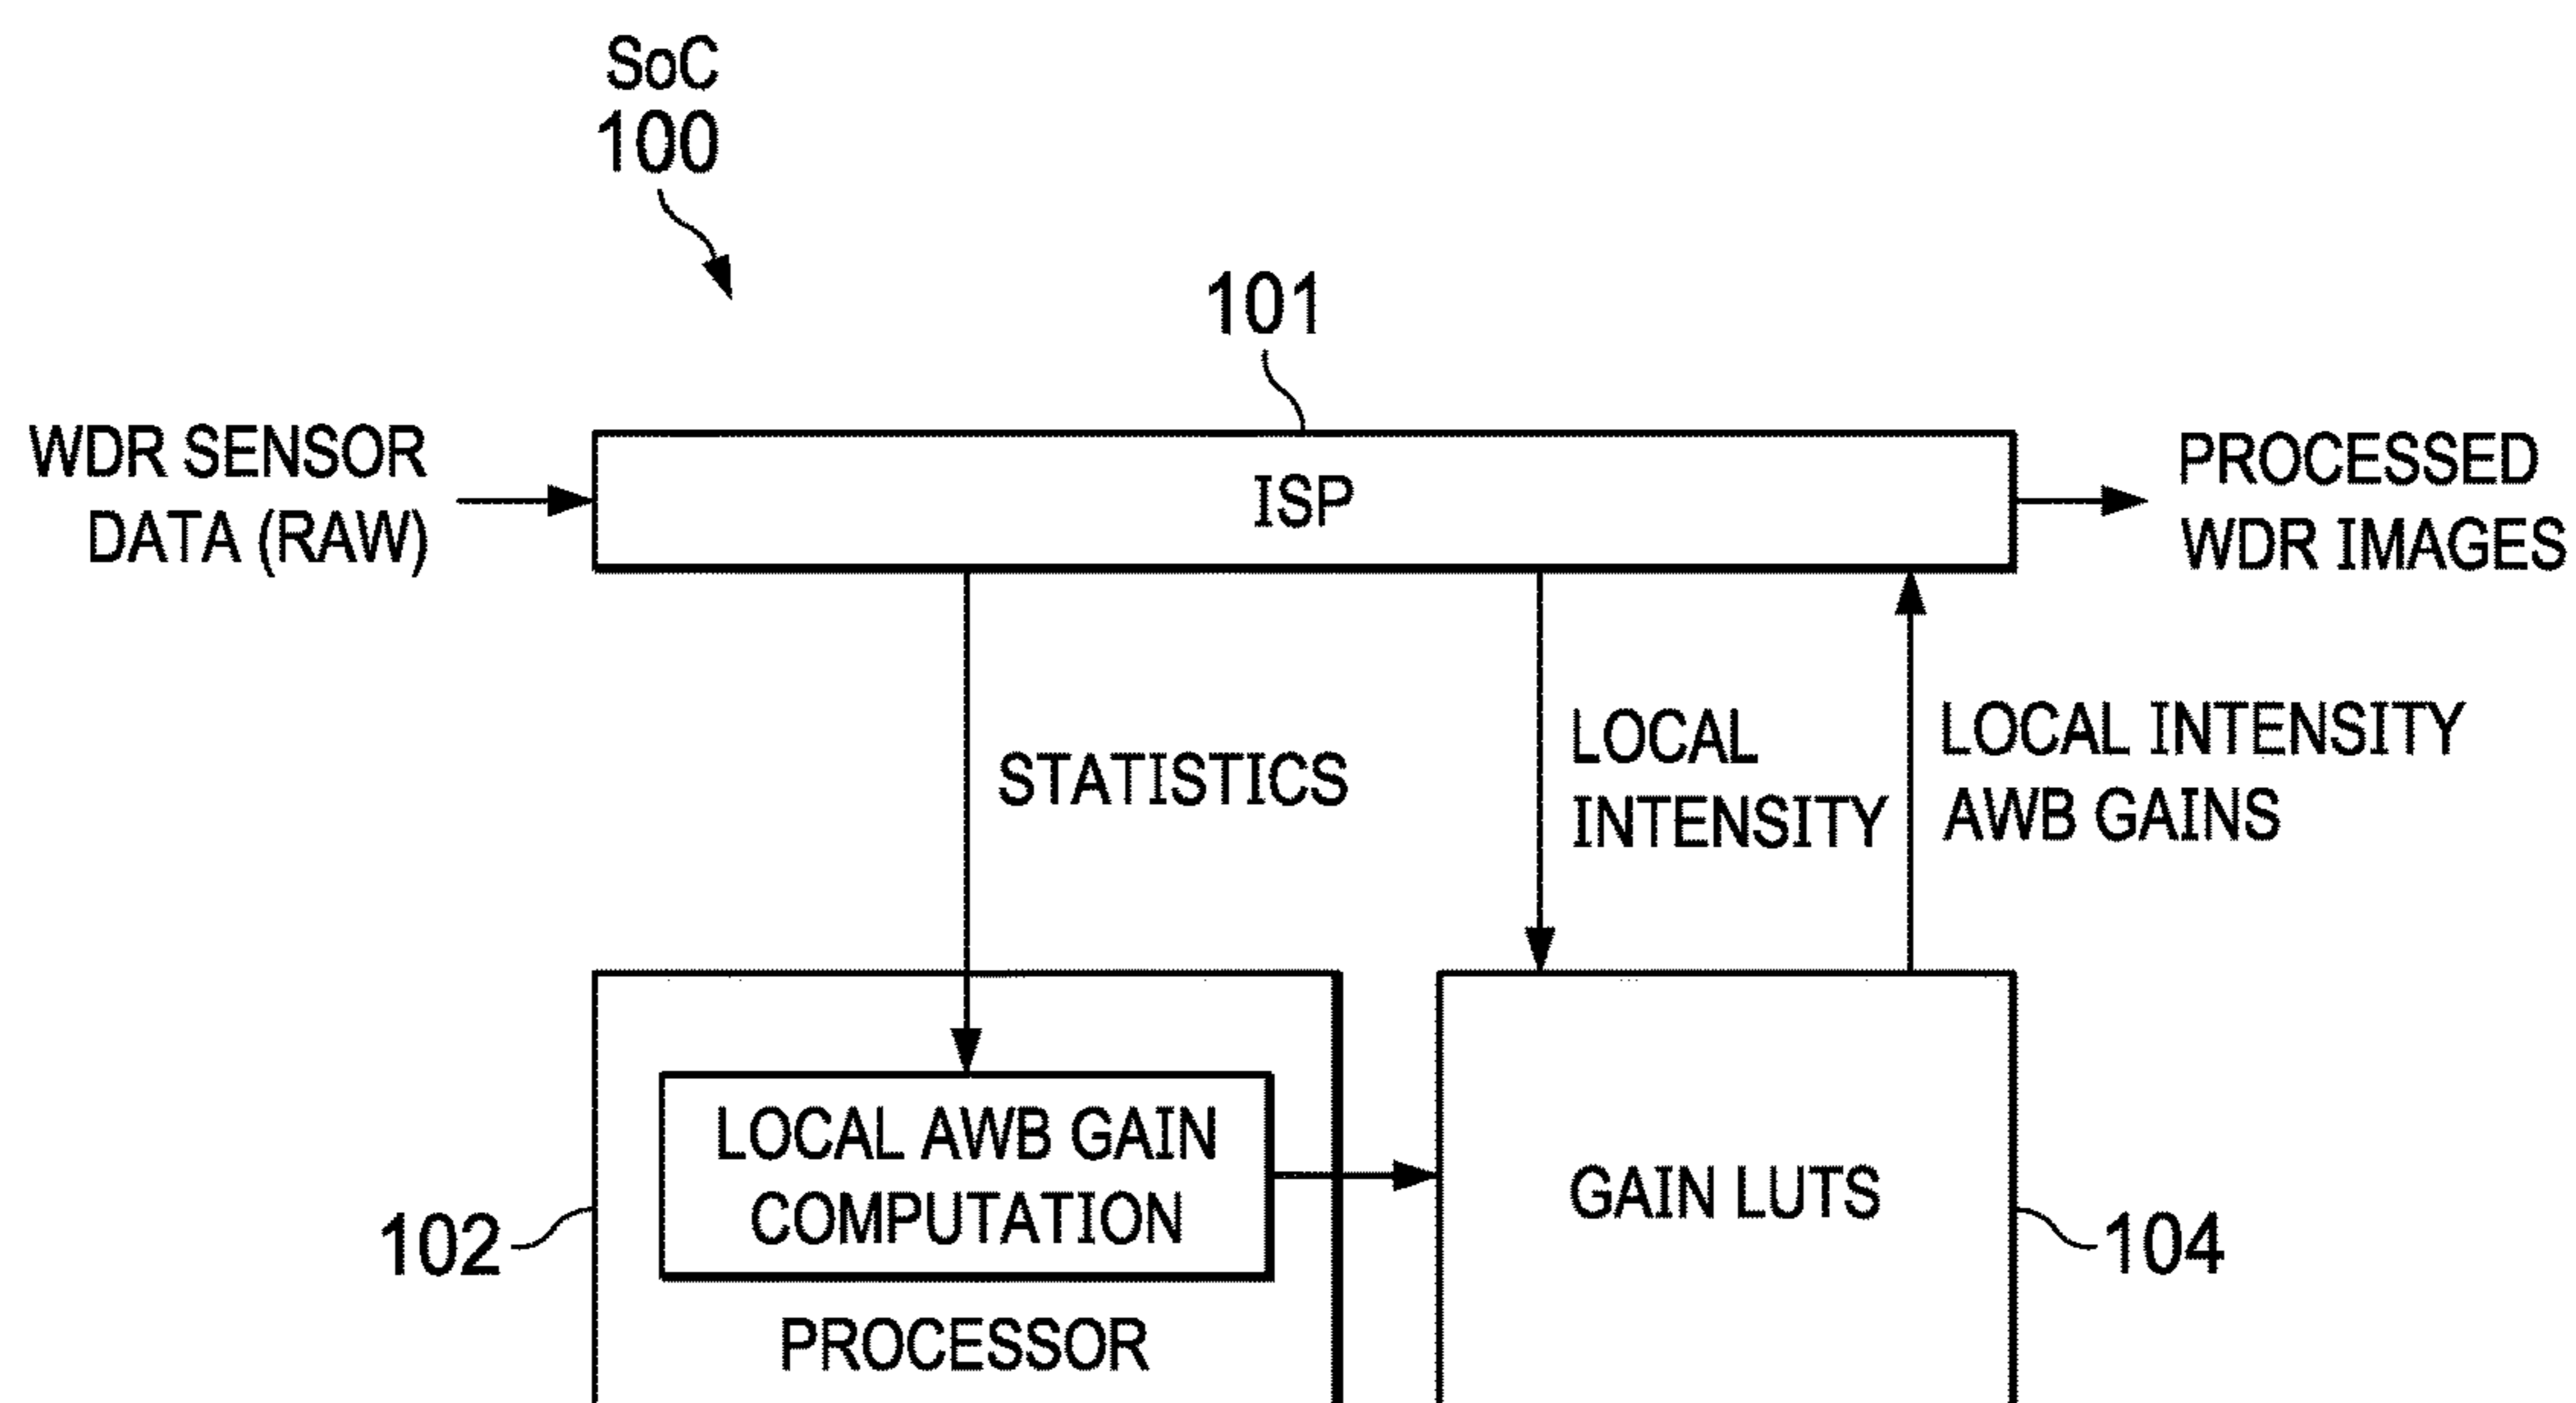 SoC
100
101
WDR SENSOR
DATA (RAW)
ISP
PROCESSED
WDR IMAGES
STATISTICS
LOCAL
INTENSITY
LOCAL INTENSITY
AWB GAINS
LOCAL AWB GAIN
COMPUTATION
PROCESSOR
102
GAIN LUTS
104